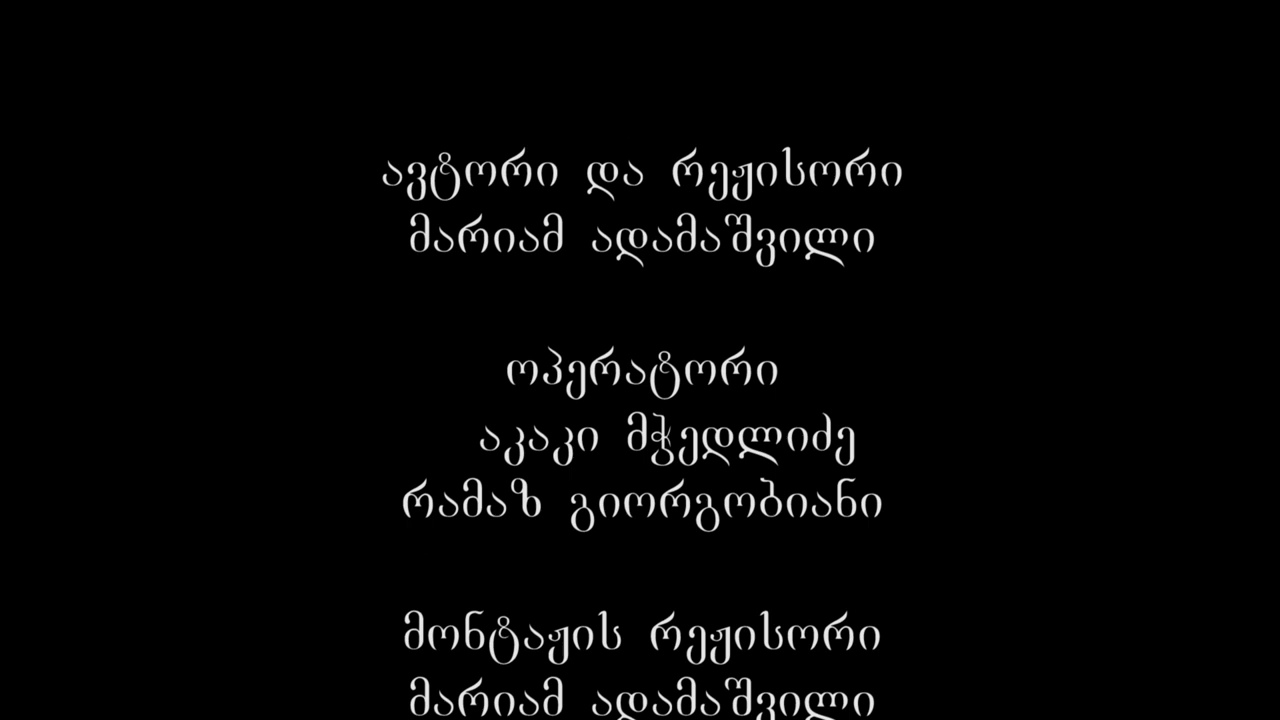 ავტორი და რეჟისორი
მარიამ ადამაშვილი
ოპერატორი
აკაკი მჭედლიძე
რამაზ გიორგობიანი
მონტაჟის რეჟისორი
მარიამ ადამაშვილი